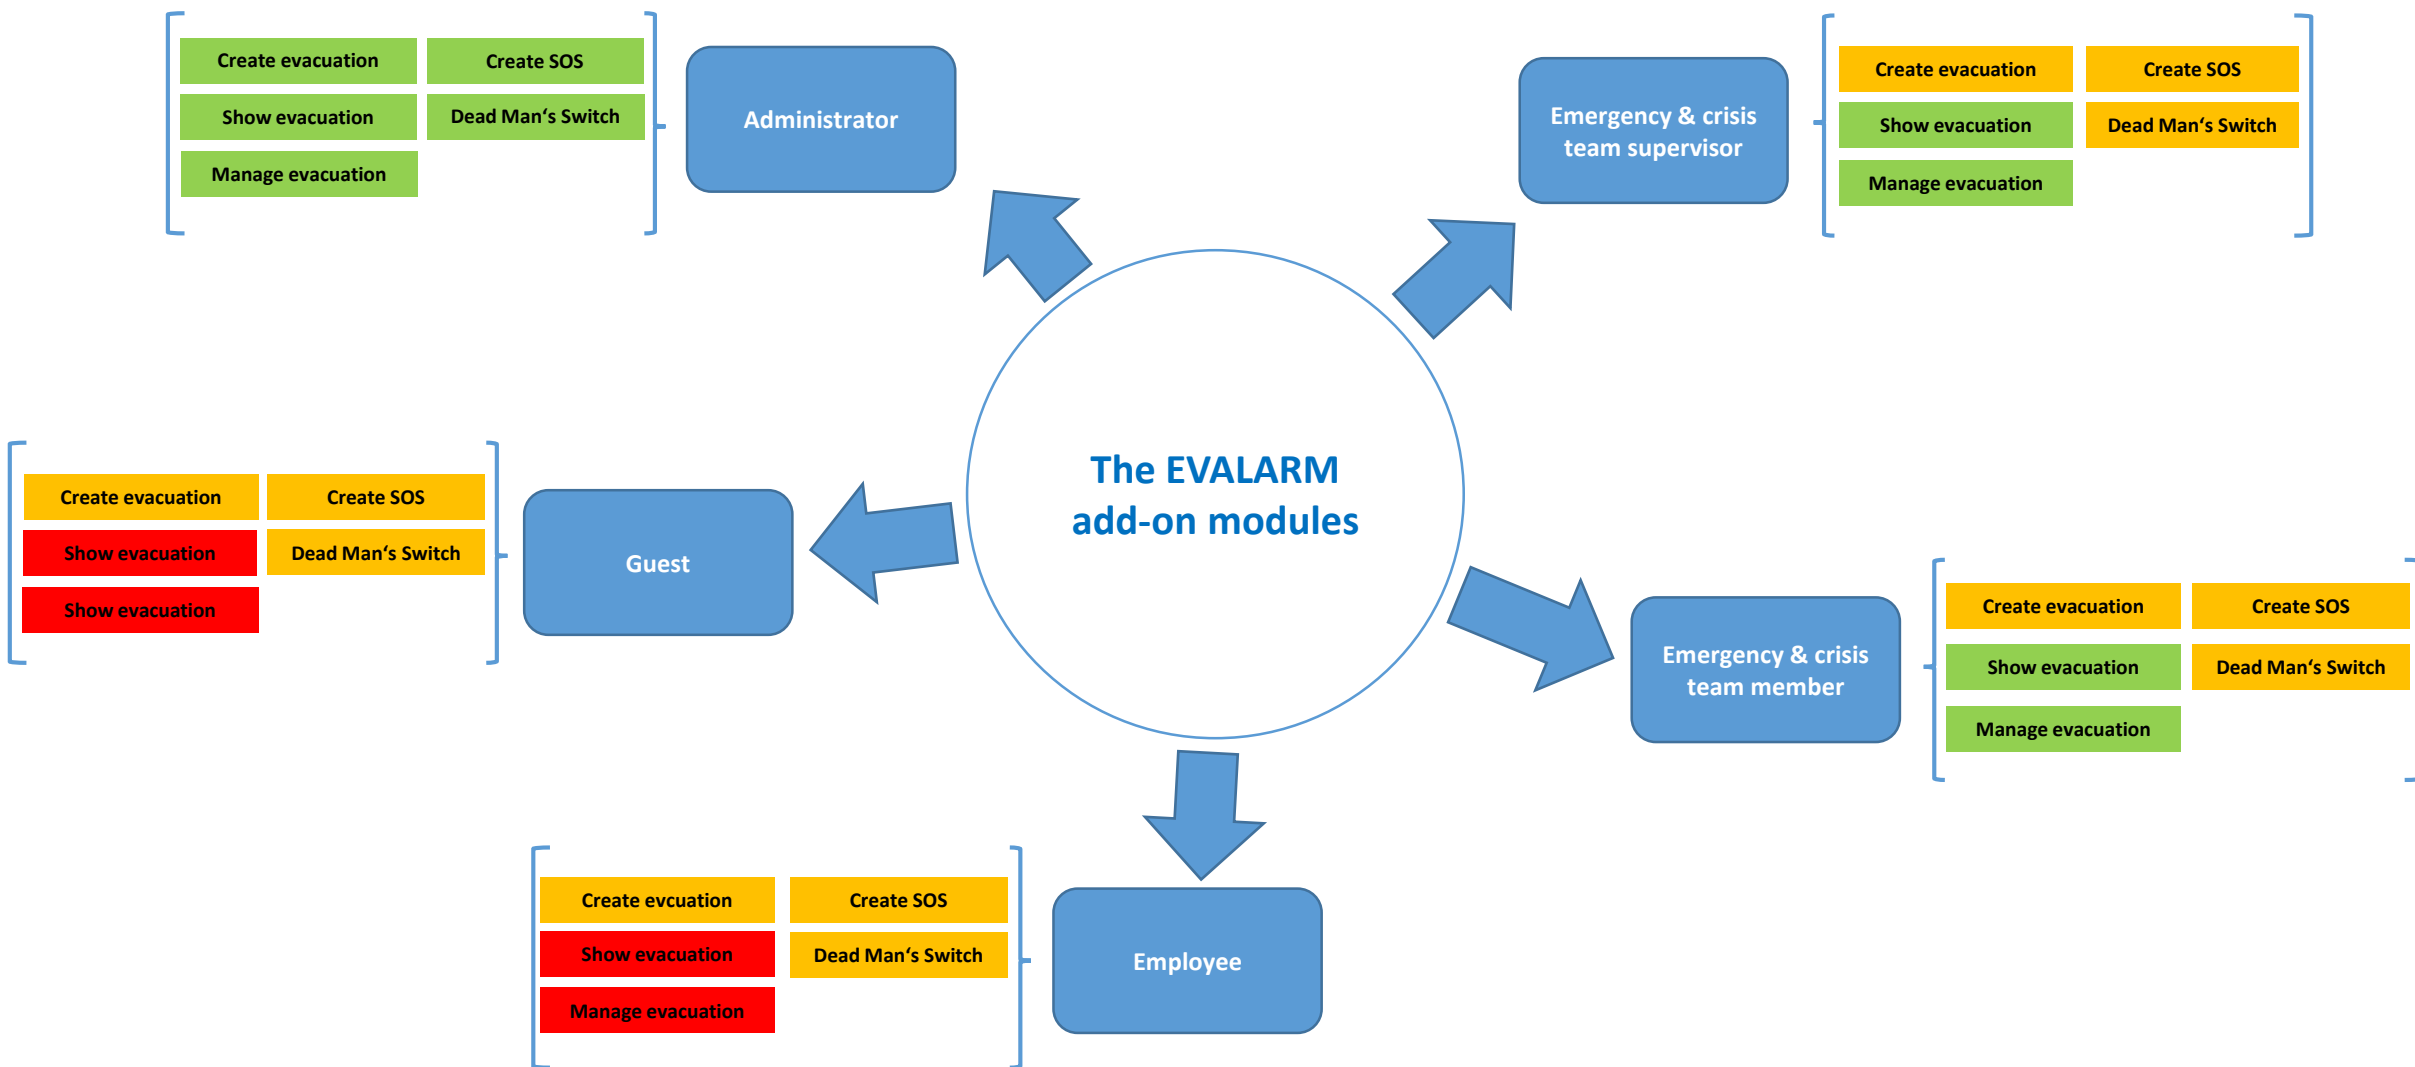 Create evacuation
Create SOS
Show evacuation
Dead Man‘s Switch
Manage evacuation
Administrator
Emergency & crisis
team supervisor
Create evacuation
Create SOS
Show evacuation
Dead Man‘s Switch
Manage evacuation
The EVALARM
add-on modules
Create evacuation
Create SOS
Show evacuation
Dead Man‘s Switch
Show evacuation
Guest
Emergency & crisis
team member
Create evacuation
Create SOS
Show evacuation
Dead Man‘s Switch
Manage evacuation
Create evcuation
Create SOS
Show evacuation
Dead Man‘s Switch
Manage evacuation
Employee